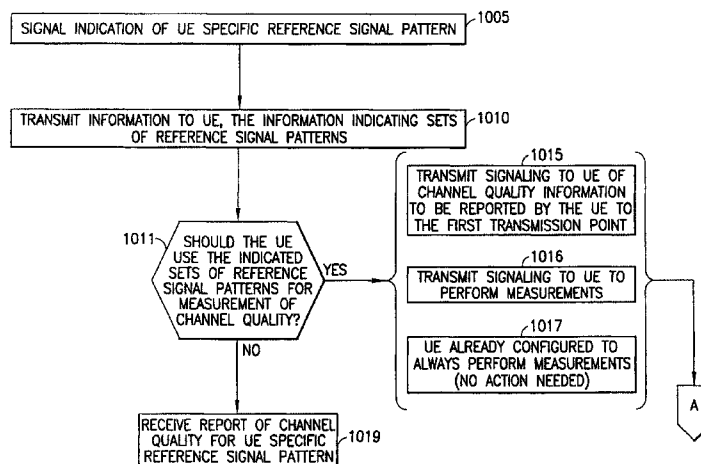 SIGNAL INDICATION OF UE SPECIFIC REFERENCE SIGNAL PATTERN
1005
TRANSMIT INFORMATION TO UE, THE INFORMATION INDICATING SETS
OF REFERENCE SIGNAL PATTERNS
1010
1011
SHOULD THE UE
USE THE INDICATED
SETS OF REFERENCE
SIGNAL PATTERNS FOR
MEASUREMENT OF
CHANNEL QUALITY?
YES
NO
1015
TRANSMIT SIGNALING TO UE OF
CHANNEL QUALITY INFORMATION
TO BE REPORTED BY THE UE TO
THE FIRST TRANSMISSION POINT
1016
TRANSMIT SIGNALING TO UE TO
PERFORM MEASUREMENTS
1017
UE ALREADY CONFIGURED TO
ALWAYS PERFORM MEASUREMENTS
(NO ACTION NEEDED)
A
RECEIVE REPORT OF CHANNEL
QUALITY FOR UE SPECIFIC
REFERENCE SIGNAL PATTERN
1019